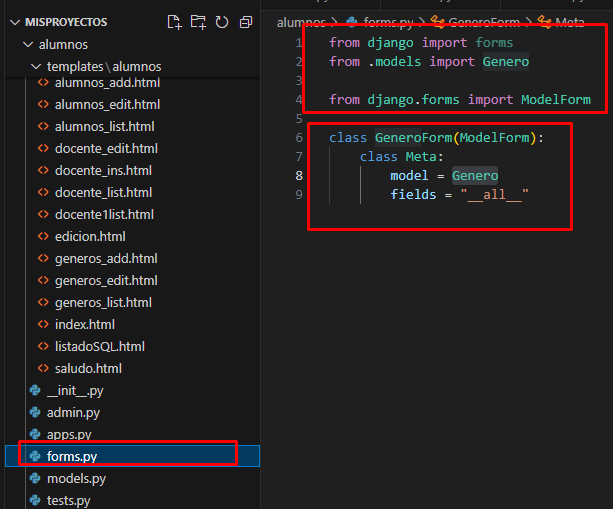 MISPROYECTOS
alumnos
templates\alumnos
alumnos_add.html
alumnos_edit.html
alumnos_list.html
docente_edit.html
docente_ins.html
docente_list.html
docente1list.html
edicion.html
generos_add.html
generos_edit.html
generos_list.html
index.html
listadoSQL.html
saludo.html
__init__.py
admin.py
apps.py
forms.py
models.py
tests.py
alumnos > forms.py > GeneroForm > Meta
1 from django import forms
2 from .models import Genero
3
4 from django.forms import ModelForm
5
6 class GeneroForm(ModelForm):
7 class Meta:
8 model = Genero
9 fields = "__all__"